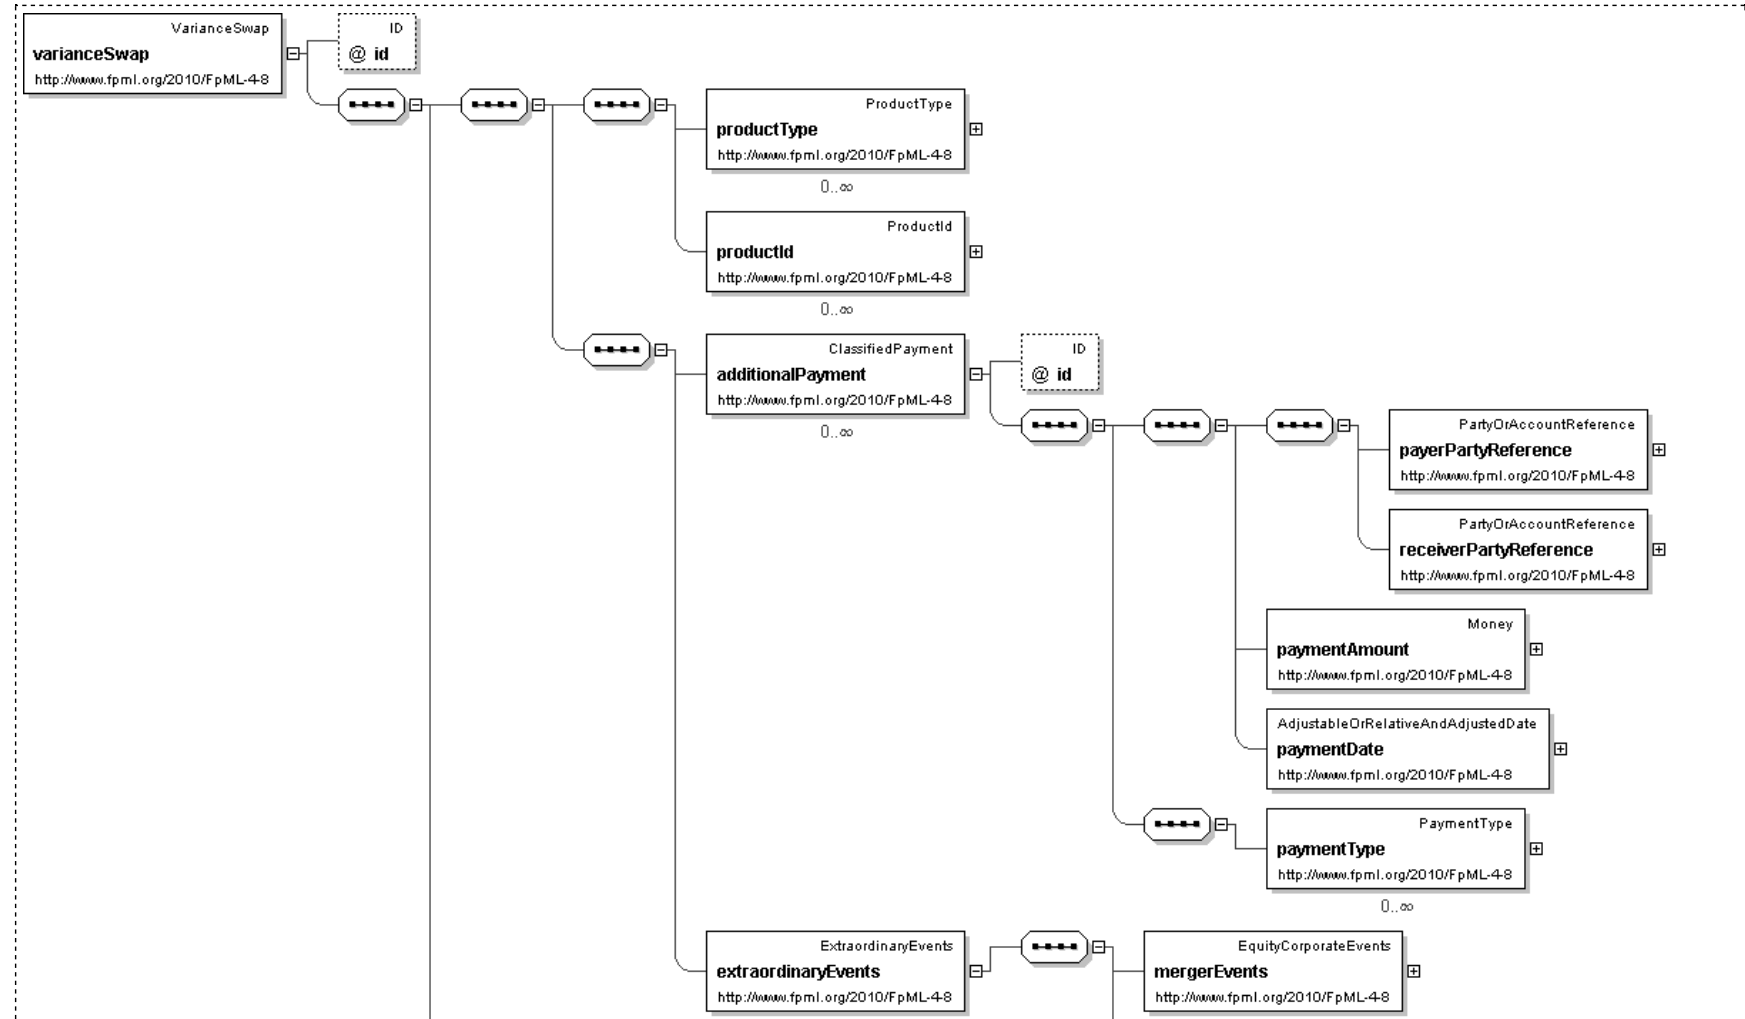 VarianceSwap
varianceSwap
http://www.fpml.org/2010/FpML-4-8
ID
@ id
ProductType
productType
http://www.fpml.org/2010/FpML-4-8
0..∞
ProductId
productId
http://www.fpml.org/2010/FpML-4-8
0..∞
ClassifiedPayment
additionalPayment
http://www.fpml.org/2010/FpML-4-8
0..∞
ID
@ id
PartyOrAccountReference
payerPartyReference
http://www.fpml.org/2010/FpML-4-8
PartyOrAccountReference
receiverPartyReference
http://www.fpml.org/2010/FpML-4-8
Money
paymentAmount
http://www.fpml.org/2010/FpML-4-8
AdjustableOrRelativeAndAdjustedDate
paymentDate
http://www.fpml.org/2010/FpML-4-8
PaymentType
paymentType
http://www.fpml.org/2010/FpML-4-8
0..∞
ExtraordinaryEvents
extraordinaryEvents
http://www.fpml.org/2010/FpML-4-8
EquityCorporateEvents
mergerEvents
http://www.fpml.org/2010/FpML-4-8